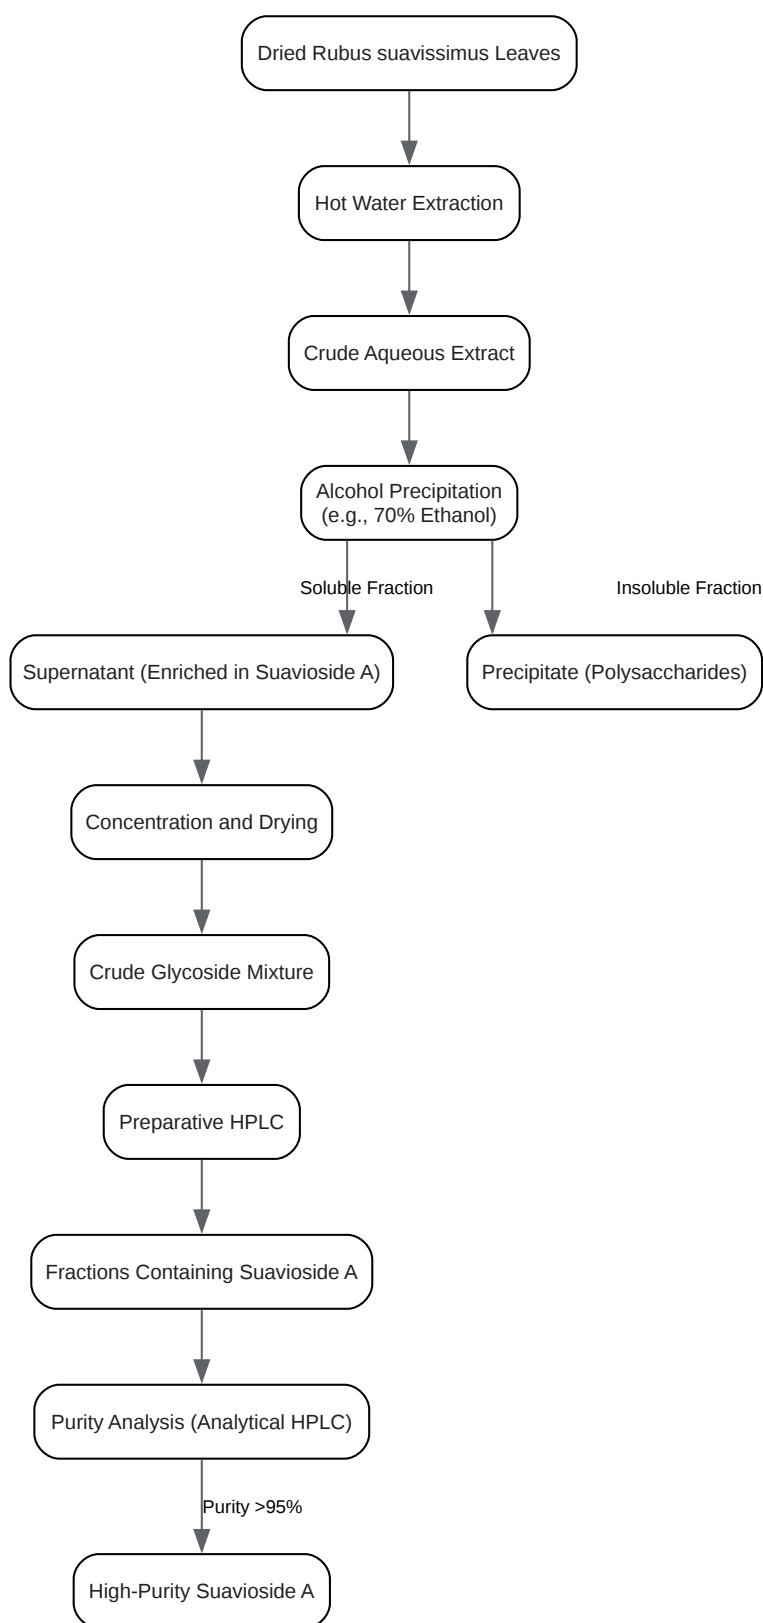 Dried Rubus suavissimus Leaves
Hot Water Extraction
Crude Aqueous Extract
Alcohol Precipitation
(e.g., 70% Ethanol)
Soluble Fraction
Insoluble Fraction
Supernatant (Enriched in Suavioside A)
Precipitate (Polysaccharides)
Concentration and Drying
Crude Glycoside Mixture
Preparative HPLC
Fractions Containing Suavioside A
Purity Analysis (Analytical HPLC)
Purity >95%
High-Purity Suavioside A